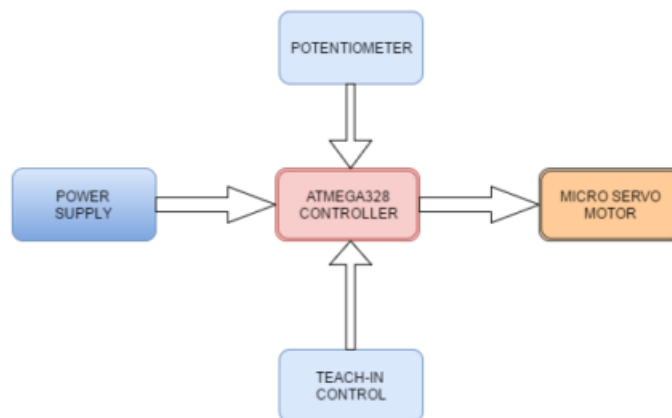 POTENTIOMETER
POWER
SUPPLY
ATMEGA328
CONTROLLER
MICRO SERVO
MOTOR
TEACH-IN
CONTROL